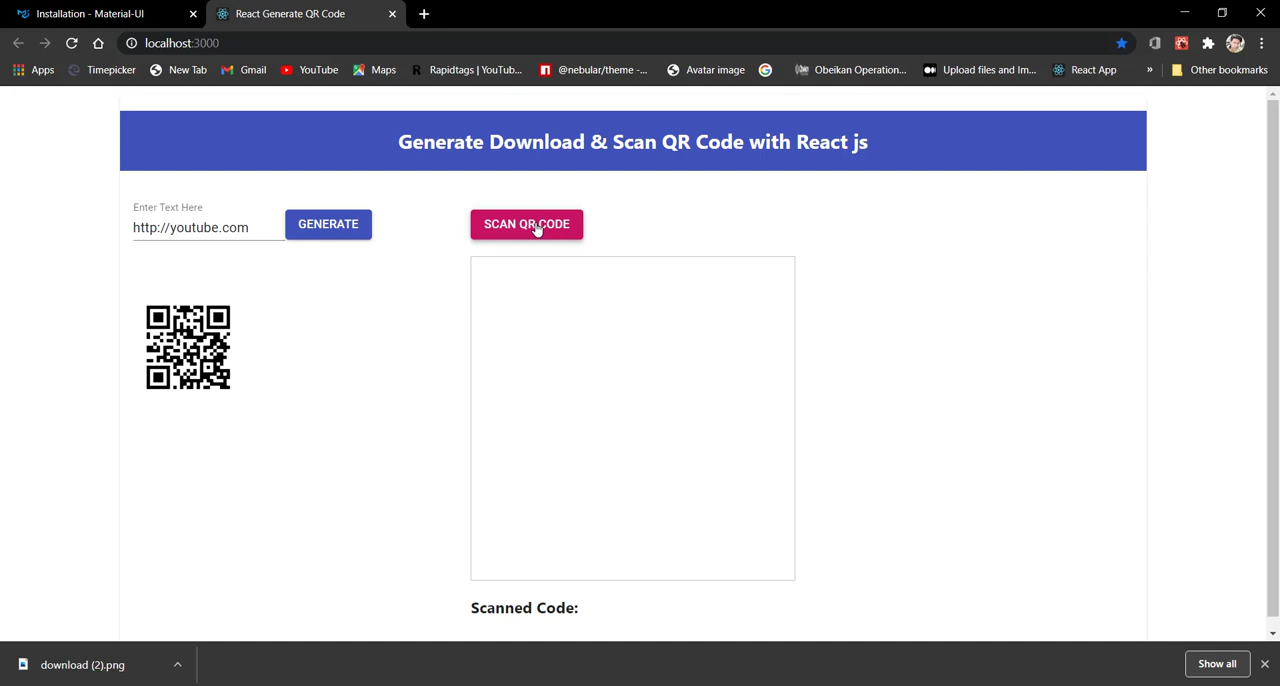 Installation - Material-UI
React Generate QR Code
localhost:3000
Apps Timepicker New Tab Gmail YouTube Maps Rapidtags | YouTub... @nebular/theme -... Avatar image Obeikan Operation... Upload files and Im... React App » Other bookmarks
Generate Download & Scan QR Code with React js
Enter Text Here
http://youtube.com
GENERATE
SCAN QR CODE
Scanned Code:
download (2).png
Show all